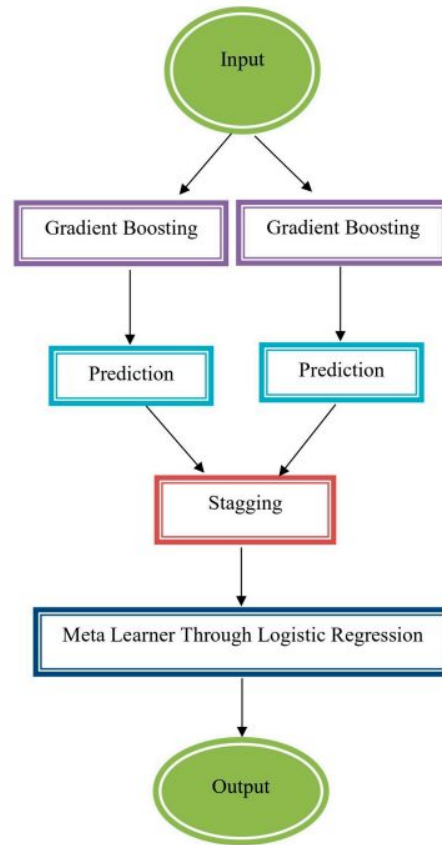 Input
Gradient Boosting
Gradient Boosting
Prediction
Prediction
Stagging
Meta Learner Through Logistic Regression
Output